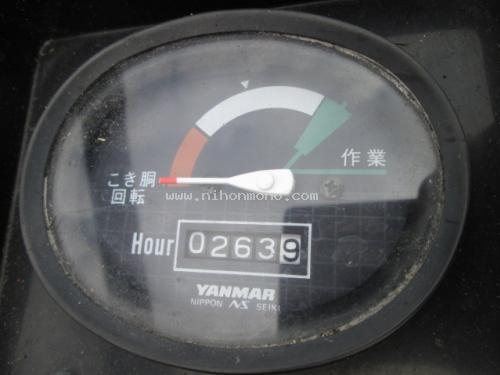 作業
こき胴
回転
www.nihonmono.com
Hour 02639
YANMAR
NIPPON NS SEIKI